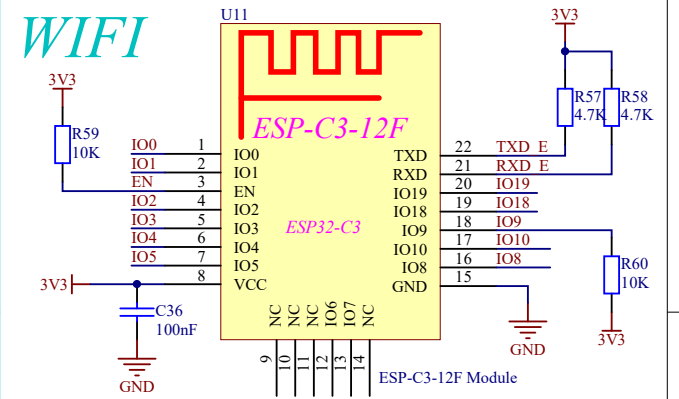 WIFI
U11
3V3
3V3
R59
10K
R57
4.7K
R58
4.7K
ESP-C3-12F
ESP32-C3
IO0 1 IO0
IO1 2 IO1
EN 3 EN
IO2 4 IO2
IO3 5 IO3
IO4 6 IO4
IO5 7 IO5
3V3 8 VCC
TXD 22 TXD_E
RXD 21 RXD_E
IO19 20 IO19
IO18 19 IO18
IO9 18 IO9
IO10 17 IO10
IO8 16 IO8
GND 15
R60
10K
3V3
C36
100nF
GND
GND
NC NC NC IO6 IO7 NC
9 10 11 12 13 14
ESP-C3-12F Module